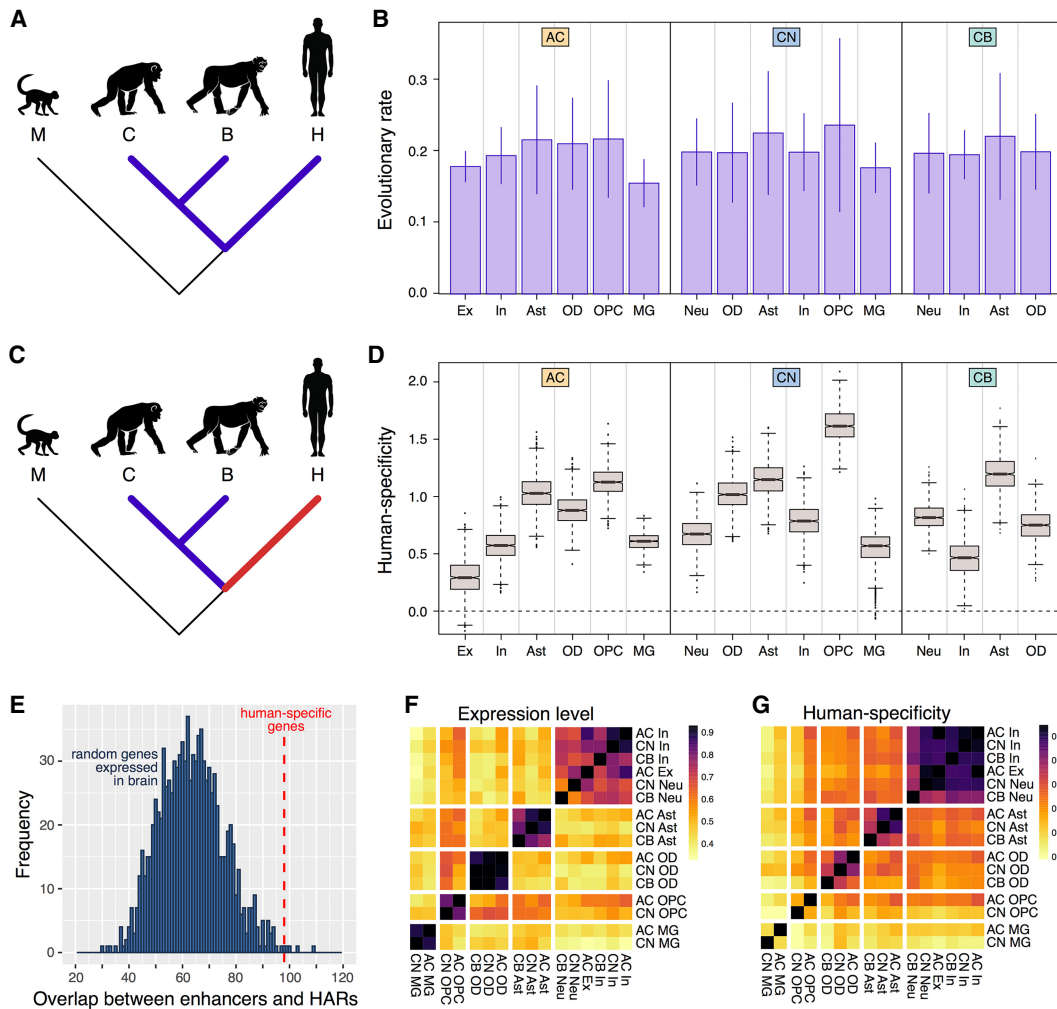 A
M C B H
B
AC CN CB
Evolutionary rate
0.3
0.2
0.1
0.0
Ex In Ast OD OPC MG Neu OD Ast In OPC MG Neu In Ast OD
C
M C B H
D
AC CN CB
Human-specificity
2.0
1.5
1.0
0.5
0.0
Ex In Ast OD OPC MG Neu OD Ast In OPC MG Neu In Ast OD
E
human-specific
genes
random genes
expressed
in brain
Frequency
30
20
10
0
20 40 60 80 100 120
Overlap between enhancers and HARs
F
Expression level
AC In
CN In
CB In
AC Ex
CN Neu
CB Neu
AC Ast
CN Ast
CB Ast
AC OD
CN OD
CB OD
AC OPC
CN OPC
AC MG
CN MG
CN MG
AC MG
CN OPC
AC OPC
CB OD
CN OD
AC OD
CB Ast
CN Ast
AC Ast
CB Neu
CN Neu
AC Ex
CB In
CN In
AC In
0.9
0.8
0.7
0.6
0.5
0.4
G
Human-specificity
AC In
CN In
CB In
AC Ex
CN Neu
CB Neu
AC Ast
CN Ast
CB Ast
AC OD
CN OD
CB OD
AC OPC
CN OPC
AC MG
CN MG
CN MG
AC MG
CN OPC
AC OPC
CB OD
CN OD
AC OD
CB Ast
CN Ast
AC Ast
CB Neu
CN Neu
AC Ex
CB In
CN In
AC In